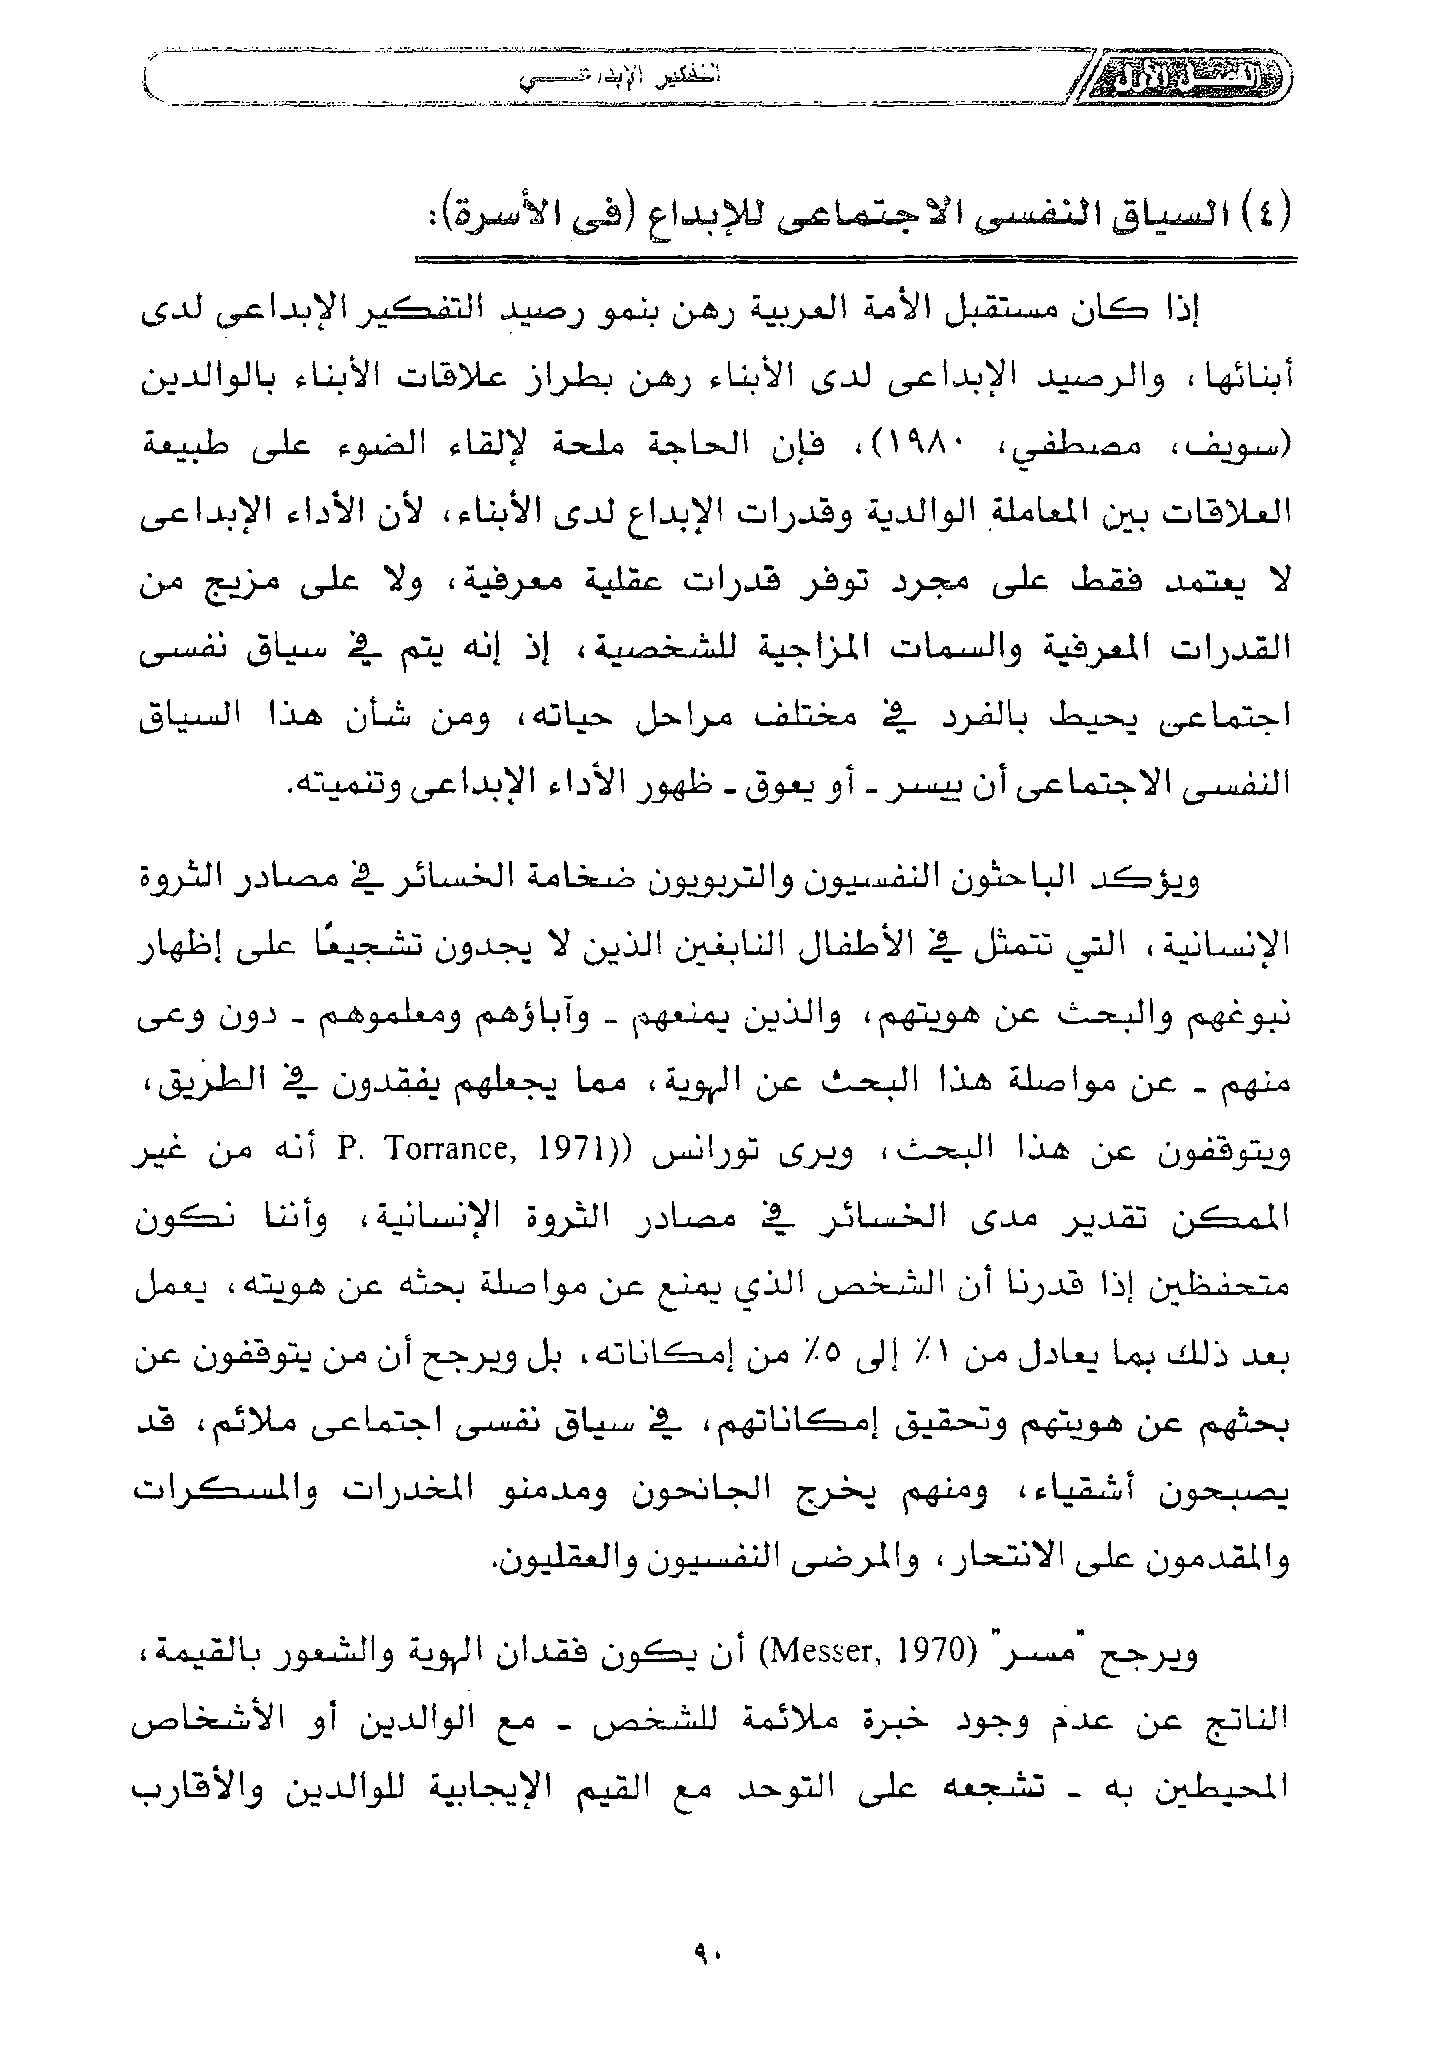 الفصل الأول
التفكير الإبداعي
(٤) السياق النفسى الاجتماعى للإبداع (فى الأسرة):
إذا كان مستقبل الأمة العربية رهن بنمو رصيد التفكير الإبداعى لدى
أبنائها، والرصيد الإبداعى لدى الأبناء رهن بطراز علاقات الأبناء بالوالدين
(سويف، مصطفي، ١٩٨٠)، فإن الحاجة ملحة لإلقاء الضوء على طبيعة
العلاقات بين المعاملة الوالدية وقدرات الإبداع لدى الأبناء، لأن الأداء الإبداعى
لا يعتمد فقط على مجرد توفر قدرات عقلية معرفية، ولا على مزيج من
القدرات المعرفية والسمات المزاجية للشخصية، إذ إنه يتم في سياق نفسى
اجتماعى يحيط بالفرد في مختلف مراحل حياته، ومن شأن هذا السياق
النفسى الاجتماعى أن ييسر - أو يعوق - ظهور الأداء الإبداعى وتنميته.
ويؤكد الباحثون النفسيون والتربويون ضخامة الخسائر في مصادر الثروة
الإنسانية، التي تتمثل في الأطفال النابغين الذين لا يجدون تشجيعًا على إظهار
نبوغهم والبحث عن هويتهم، والذين يمنعهم - وآباؤهم ومعلموهم - دون وعى
منهم - عن مواصلة هذا البحث عن الهوية، مما يجعلهم يفقدون في الطريق،
ويتوقفون عن هذا البحث، ويرى تورانس ((P. Torrance, 1971 أنه من غير
الممكن تقدير مدى الخسائر في مصادر الثروة الإنسانية، وأننا نكون
متحفظين إذا قدرنا أن الشخص الذي يمنع عن مواصلة بحثه عن هويته، يعمل
بعد ذلك بما يعادل من ١٪ إلى ٥٪ من إمكاناته، بل ويرجح أن من يتوقفون عن
بحثهم عن هويتهم وتحقيق إمكاناتهم، في سياق نفسى اجتماعى ملائم، قد
يصبحون أشقياء، ومنهم يخرج الجانحون ومدمنو المخدرات والمسكرات
والمقدمون على الانتحار، والمرضى النفسيون والعقليون.
ويرجح "مسر" (Messer, 1970) أن يكون فقدان الهوية والشعور بالقيمة،
الناتج عن عدم وجود خبرة ملائمة للشخص - مع الوالدين أو الأشخاص
المحيطين به - تشجعه على التوحد مع القيم الإيجابية للوالدين والأقارب
٩٠